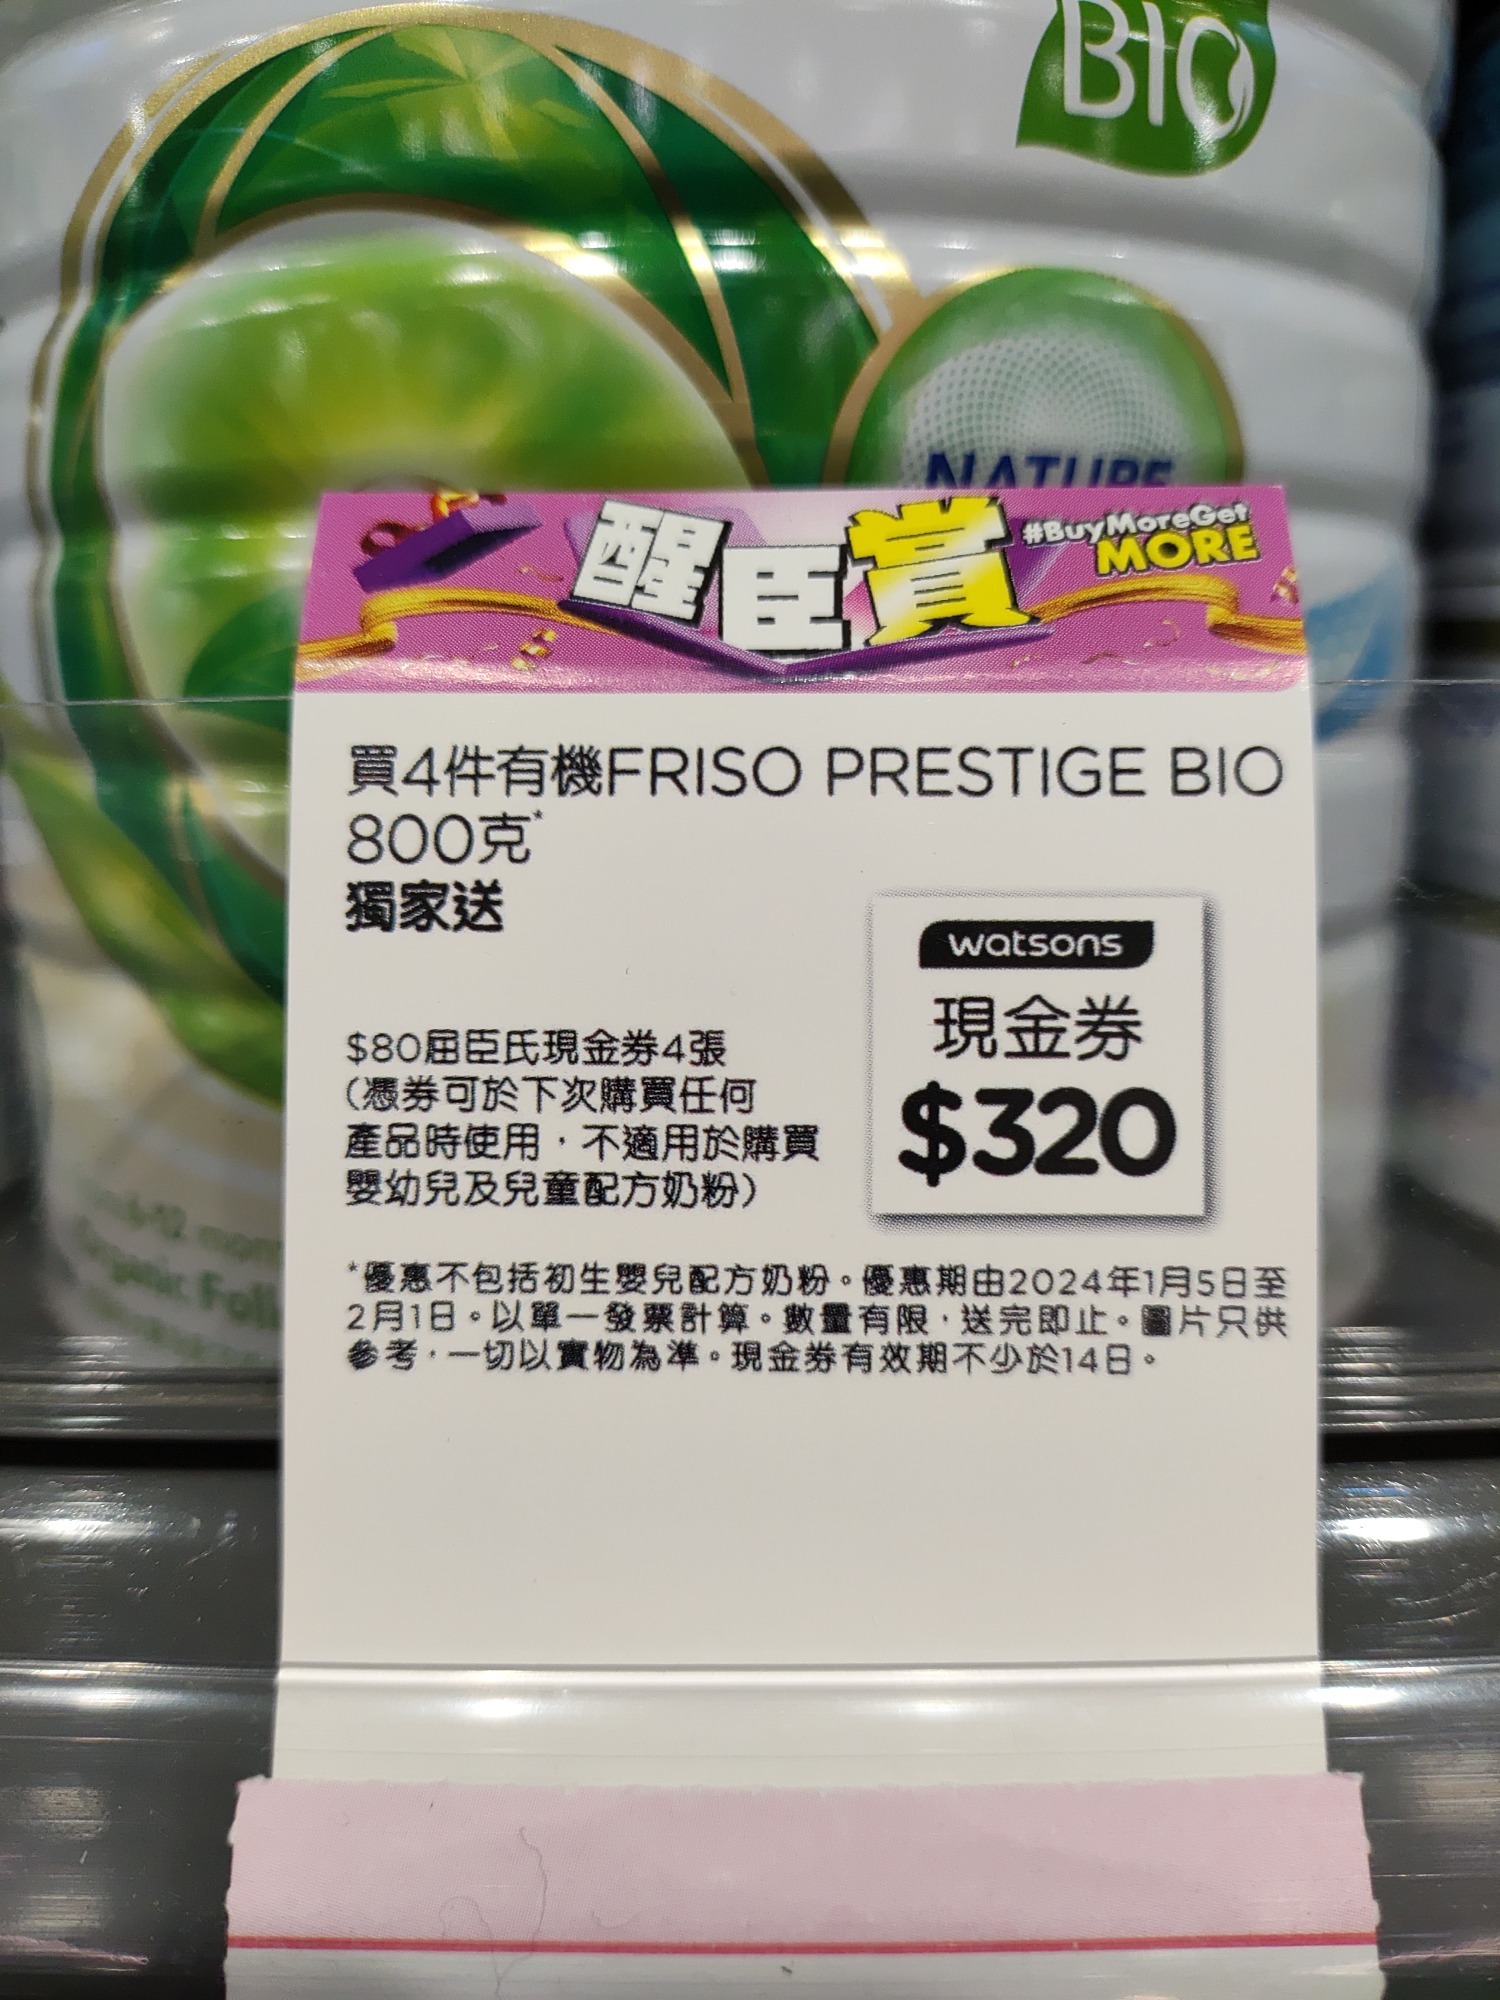 BIO
NATURE
醒臣賞
#BuyMoreGet
MORE
買4件有機FRISO PRESTIGE BIO
800克*
獨家送
watsons
現金券
$320
$80屈臣氏現金券4張
(憑券可於下次購買任何
產品時使用，不適用於購買
嬰幼兒及兒童配方奶粉)
*優惠不包括初生嬰兒配方奶粉。優惠期由2024年1月5日至
2月1日。以單一發票計算。數量有限，送完即止。圖片只供
參考，一切以實物為準。現金券有效期不少於14日。